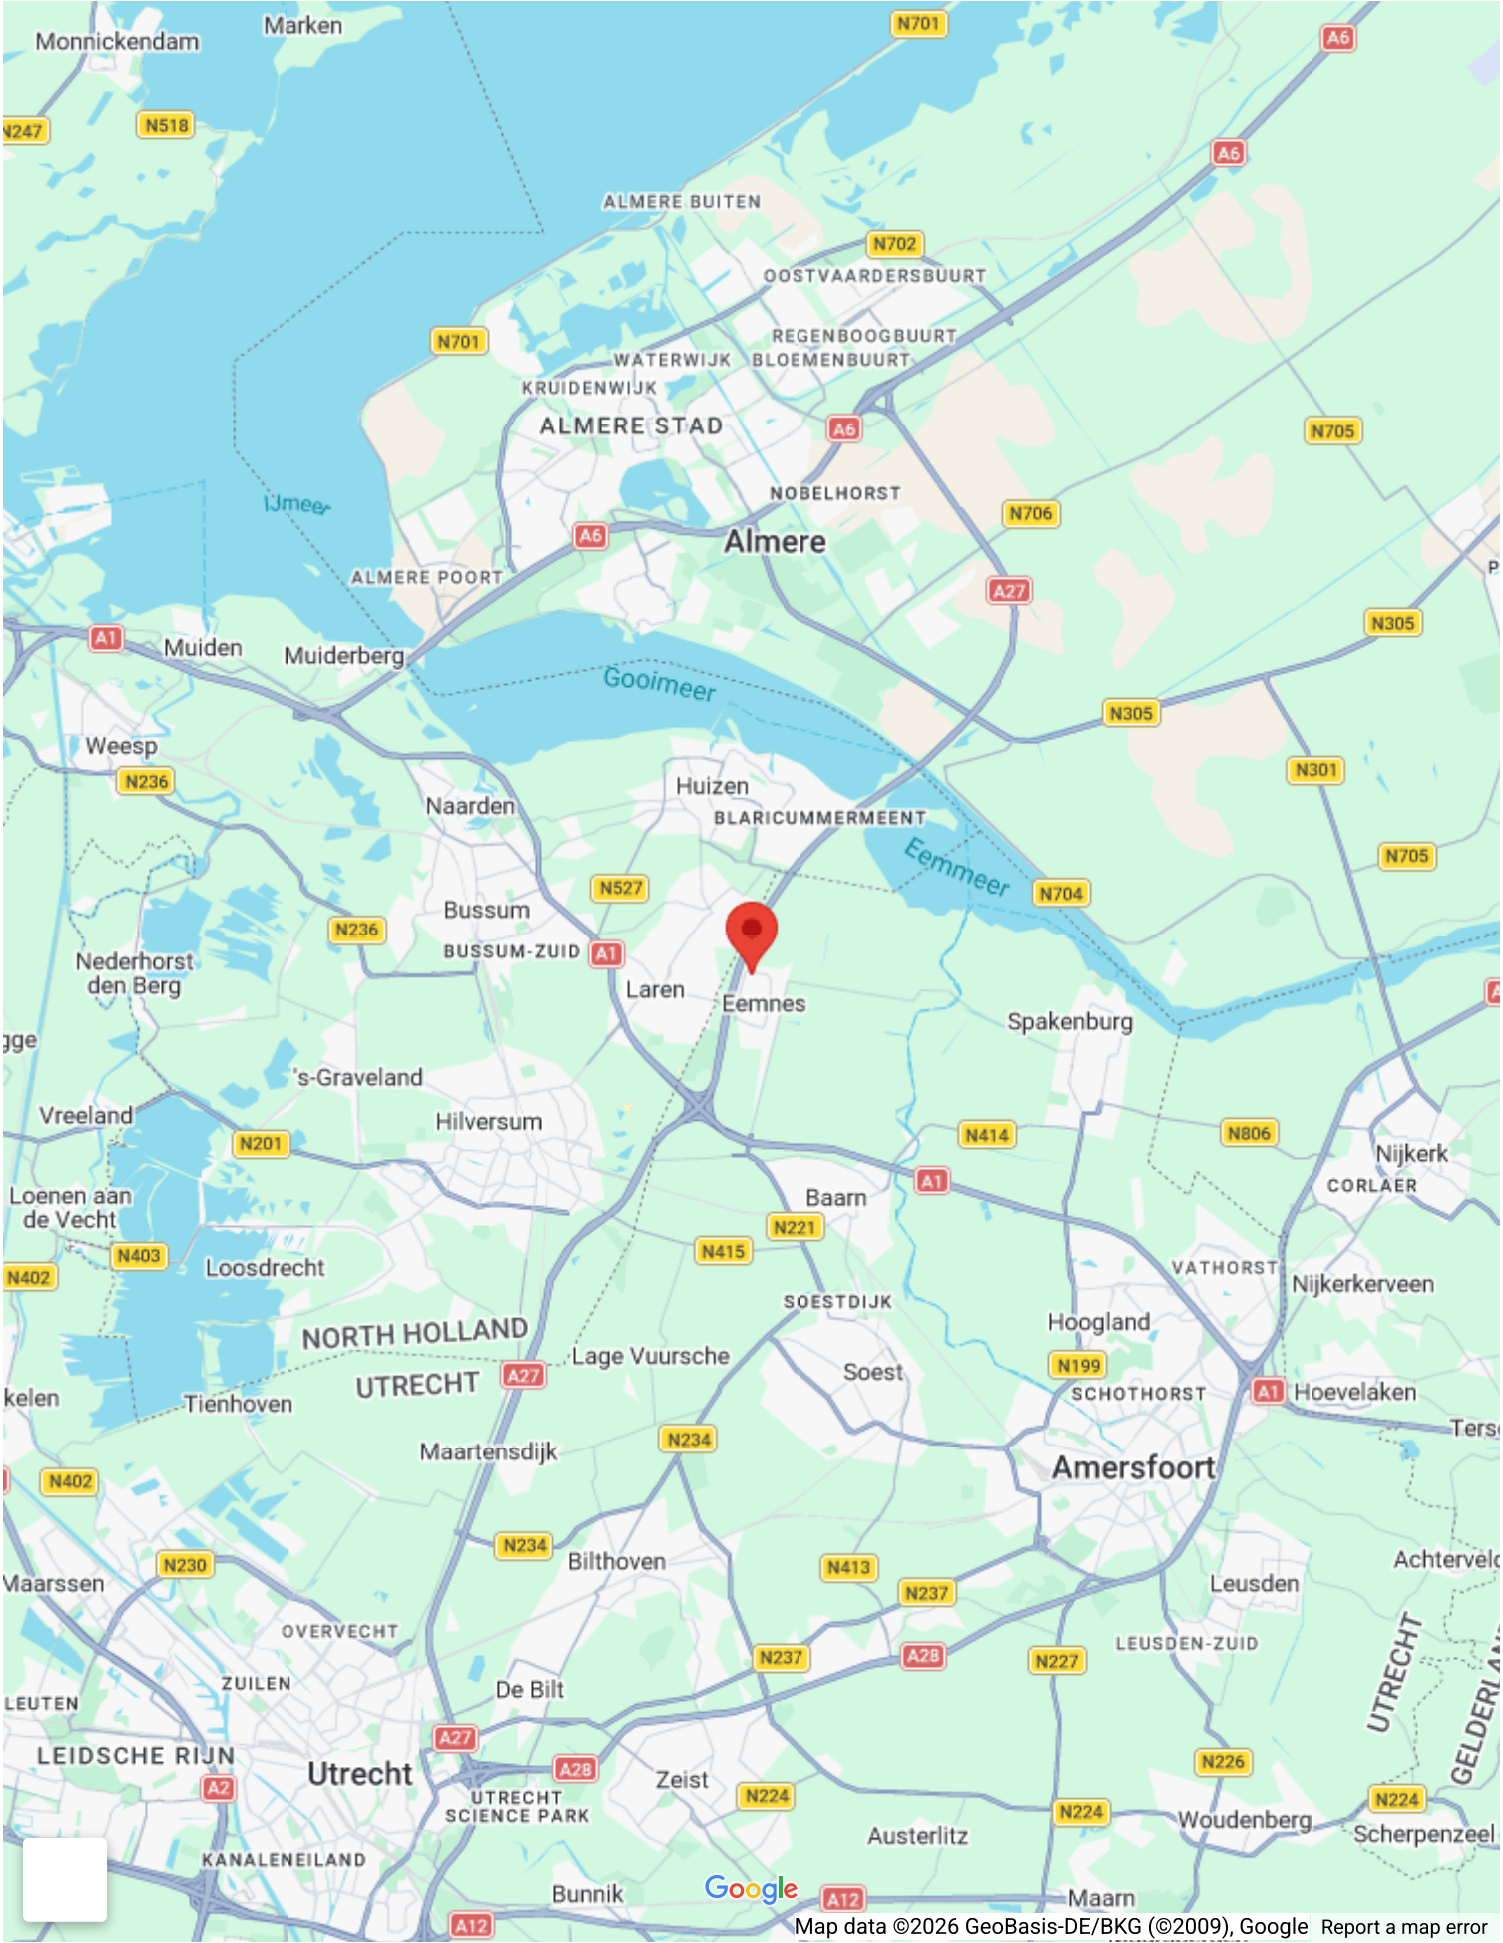 Marken
Monnickendam
N701
A6
N247
N518
A6
ALMERE BUITEN
N702
OOSTVAARDERSBUURT
N701
REGENBOOGBUURT
WATERWIJK
BLOEMENBUURT
KRUIDENWIJK
ALMERE STAD
A6
N705
IJmeer
NOBELHORST
N706
A6
Almere
ALMERE POORT
A27
N305
A1
Muiden
Muiderberg
Gooimeer
N305
Weesp
N236
N301
Huizen
Naarden
BLARICUMMERMEENT
Eemmeer
N705
N527
N704
Bussum
N236
BUSSUM-ZUID
A1
Nederhorst
den Berg
Laren
Eemnes
Spakenburg
gge
's-Graveland
Vreeland
Hilversum
N201
N414
N806
Nijkerk
A1
CORLAER
Loenen aan
de Vecht
Baarn
N221
N403
N415
N402
Loosdrecht
VATHORST
Nijkerkerveen
SOESTDIJK
NORTH HOLLAND
Hoogland
Lage Vuursche
N199
A27
Soest
UTRECHT
SCHOTHORST
A1
Hoevelaken
kelen
Tienhoven
Terse
N234
Maartensdijk
Amersfoort
N402
N234
N230
Bilthoven
N413
Achterveld
Maarssen
N237
Leusden
OVERVECHT
LEUSDEN-ZUID
N237
A28
N227
UTRECHT
GELDERLAN
ZUILEN
De Bilt
LEUTEN
A27
LEIDSCHE RIJN
Utrecht
A28
N226
A2
Zeist
UTRECHT
SCIENCE PARK
N224
N224
N224
Woudenberg
Scherpenzeel
Austerlitz
KANALENEILAND
Bunnik
Google
A12
Maarn
A12
Map data ©2026 GeoBasis-DE/BKG (©2009), Google
Report a map error